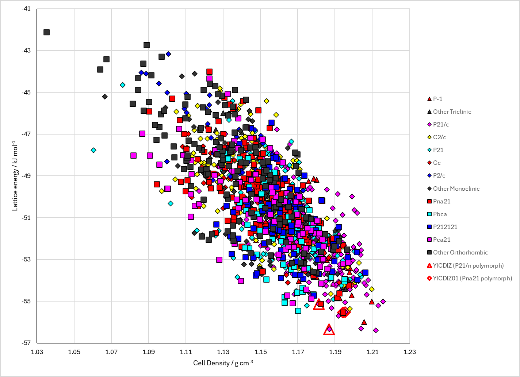 41
43
45
47
49
51
53
55
-57
1.03
1.05
1.07
1.09
1.11
1.13
1.15
1.17
1.19
1.21
1.23
Cell Density / g cm⁻³
Lattice energy / kJ mol⁻¹
P-1
Other Triclinic
P21/c
C2/c
P21
Cc
P2/c
Other Monoclinic
Pna21
Pbca
P212121
Pca21
Other Orthorhombic
YICDIZ (P21/n polymorph)
YICDIZ01 (Pca21 polymorph)